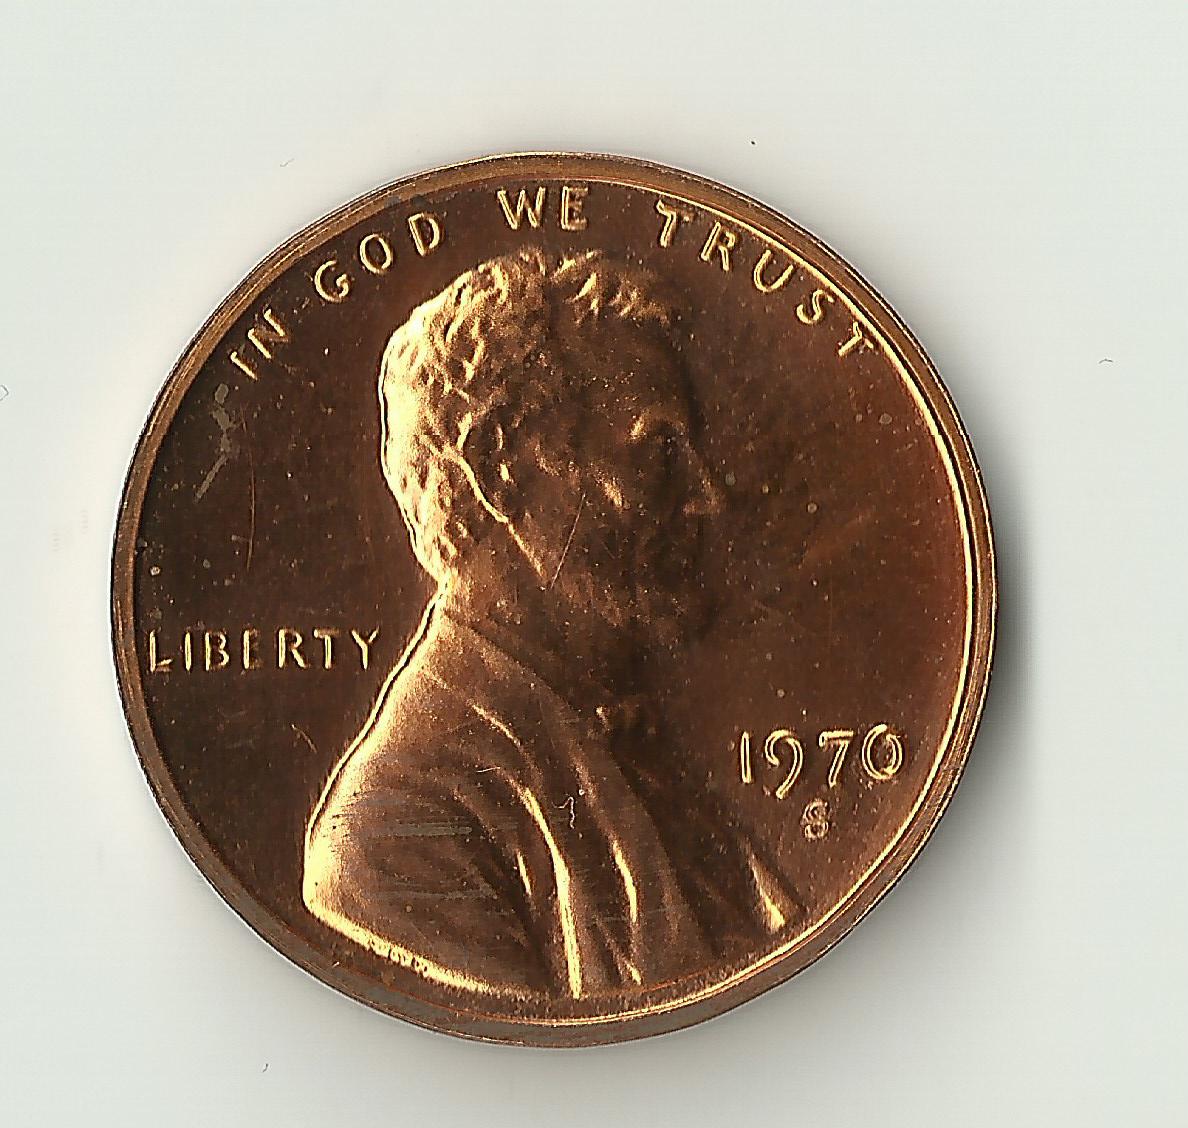 IN GOD WE TRUST
LIBERTY
1970
S